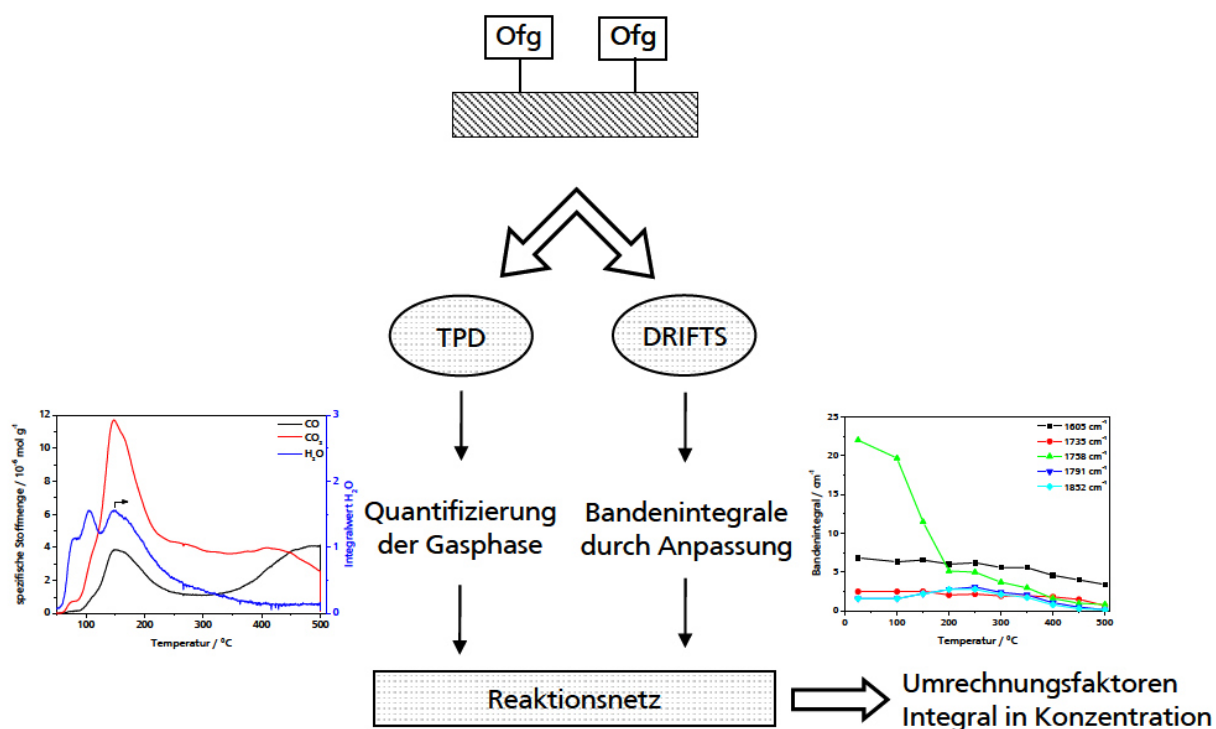 Ofg
Ofg
TPD
DRIFTS
12
10
8
6
4
2
0
100
200
300
400
500
3
2
1
0
CO
CO₂
H₂O
spezifische Stoffmenge / 10⁻⁶ mol g⁻¹
Integralwert H₂O
Temperatur / ⁰C
Quantifizierung
der Gasphase
Bandenintegrale
durch Anpassung
25
20
15
10
5
0
0
100
200
300
400
500
1605 cm⁻¹
1735 cm⁻¹
1758 cm⁻¹
1791 cm⁻¹
1852 cm⁻¹
Bandenintegral / cm⁻¹
Temperatur / ⁰C
Reaktionsnetz
Umrechnungsfaktoren
Integral in Konzentration